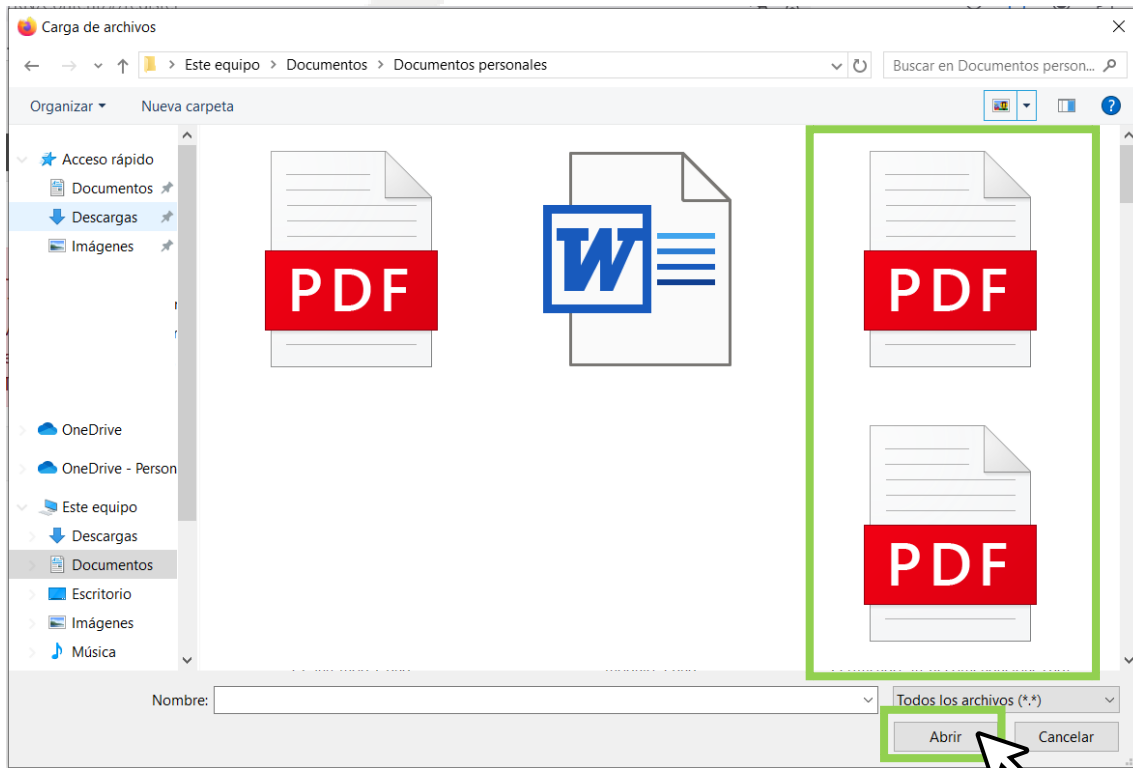 Carga de archivos
Este equipo > Documentos > Documentos personales
Buscar en Documentos person...
Organizar
Nueva carpeta
Acceso rápido
Documentos
Descargas
Imágenes
PDF
W
PDF
OneDrive
OneDrive - Person
Este equipo
Descargas
Documentos
Escritorio
Imágenes
Música
PDF
Nombre:
Todos los archivos (*.*)
Abrir
Cancelar